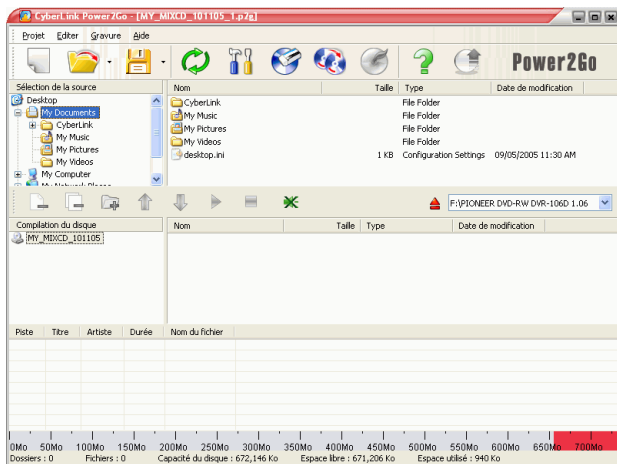 CyberLink Power2Go - [MY_MIXCD_101105_1.p2g]
Projet Editer Gravure Aide
Power2Go
Sélection de la source
Nom Taille Type Date de modification
Desktop
My Documents
CyberLink
My Music
My Pictures
My Videos
My Computer
My Network Places
CyberLink File Folder
My Music File Folder
My Pictures File Folder
My Videos File Folder
desktop.ini 1 KB Configuration Settings 09/05/2005 11:30 AM
F:\PIONEER DVD-RW DVR-106D 1.06
Compilation du disque
Nom Taille Type Date de modification
MY_MIXCD_101105
Piste Titre Artiste Durée Nom du fichier
0Mo 50Mo 100Mo 150Mo 200Mo 250Mo 300Mo 350Mo 400Mo 450Mo 500Mo 550Mo 600Mo 650Mo 700Mo
Dossiers : 0 Fichiers : 0 Capacité du disque : 672,146 Ko Espace libre : 671,206 Ko Espace utilisé : 940 Ko